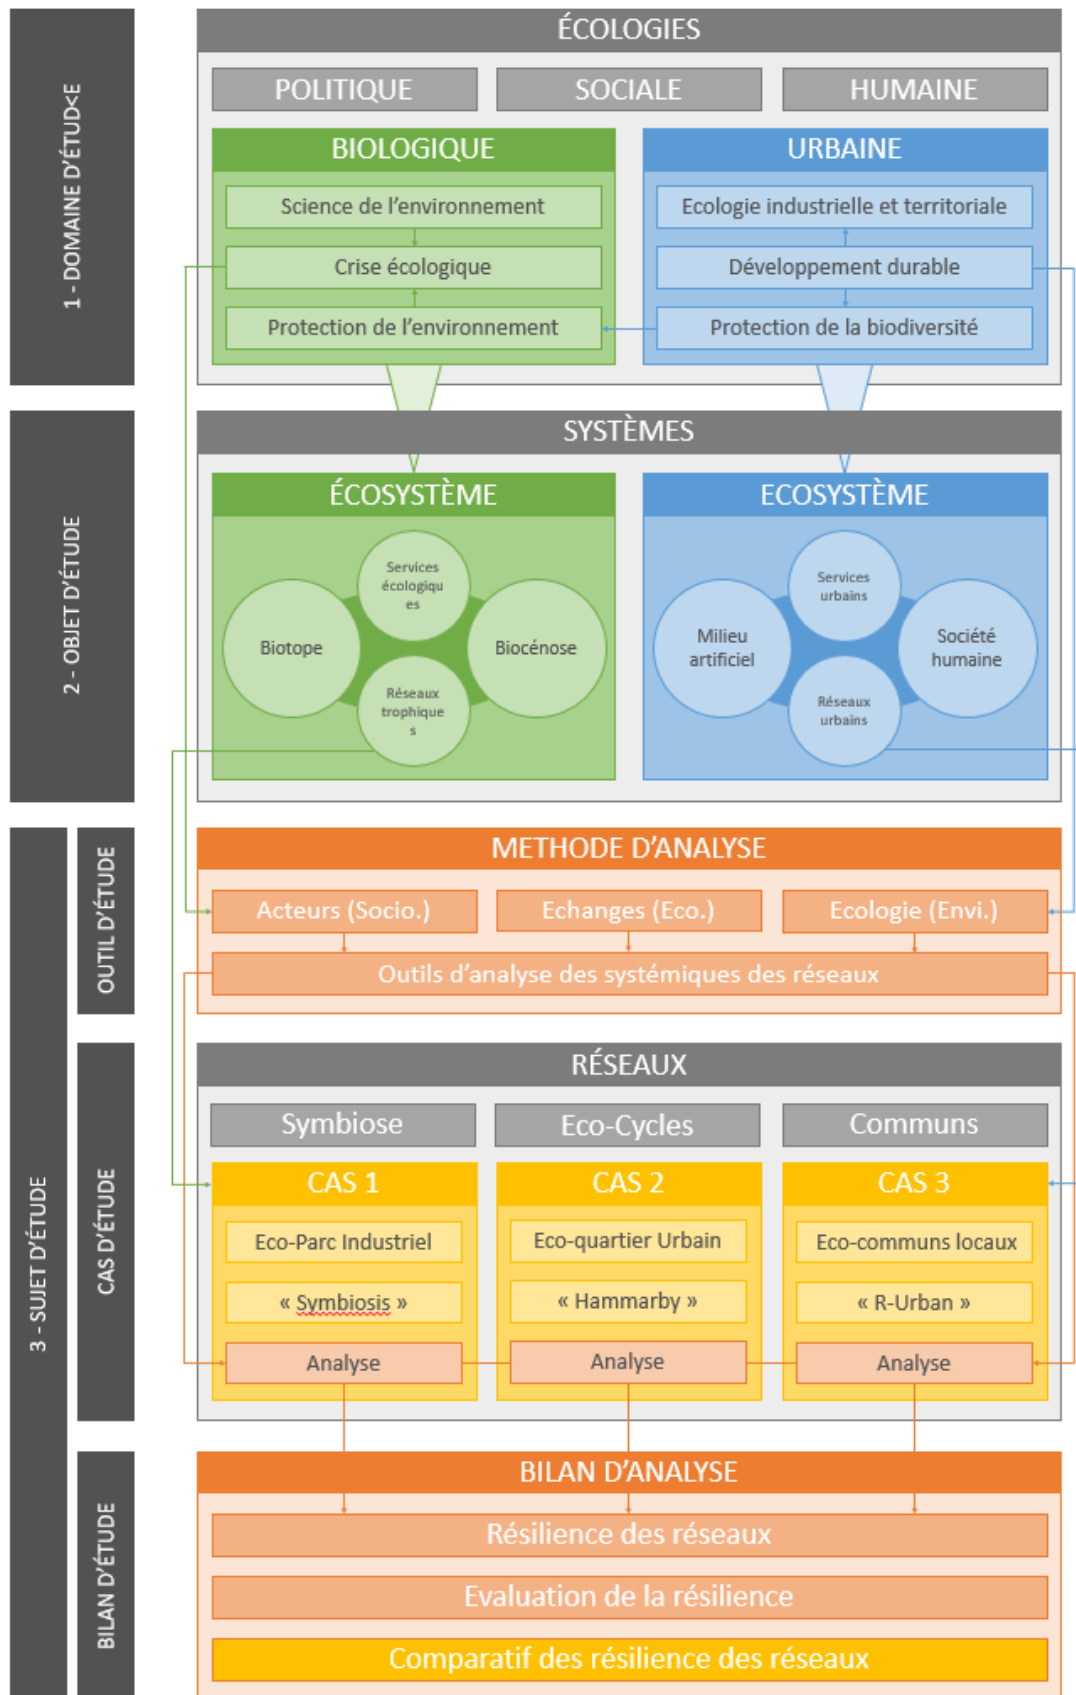 1 - DOMAINE D'ÉTUD<E
ÉCOLOGIES
POLITIQUE
SOCIALE
HUMAINE
BIOLOGIQUE
Science de l'environnement
Crise écologique
Protection de l'environnement
URBAINE
Ecologie industrielle et territoriale
Développement durable
Protection de la biodiversité
2 - OBJET D'ÉTUDE
SYSTÈMES
ÉCOSYSTÈME
Services
écologiqu
es
Biotope
Biocénose
Réseaux
trophique
s
ECOSYSTÈME
Services
urbains
Milieu
artificiel
Société
humaine
Réseaux
urbains
3 - SUJET D'ÉTUDE
OUTIL D'ÉTUDE
METHODE D'ANALYSE
Acteurs (Socio.)
Echanges (Eco.)
Ecologie (Envi.)
Outils d'analyse des systémiques des réseaux
CAS D'ÉTUDE
RÉSEAUX
Symbiose
Eco-Cycles
Communs
CAS 1
Eco-Parc Industriel
« Symbiosis »
Analyse
CAS 2
Eco-quartier Urbain
« Hammarby »
Analyse
CAS 3
Eco-communs locaux
« R-Urban »
Analyse
BILAN D'ÉTUDE
BILAN D'ANALYSE
Résilience des réseaux
Evaluation de la résilience
Comparatif des résilience des réseaux